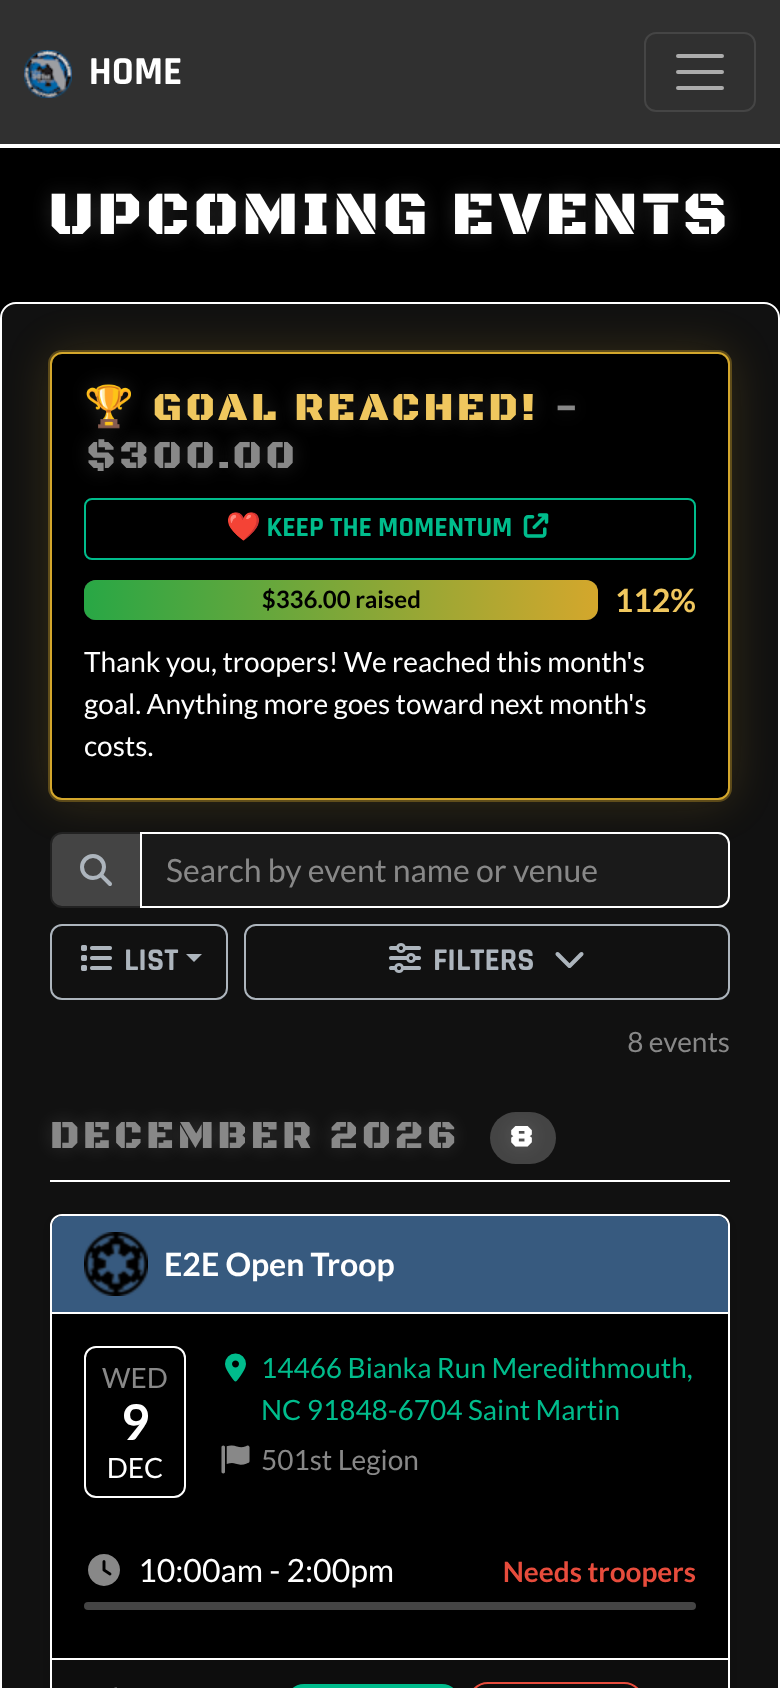 HOME
UPCOMING EVENTS
🏆 GOAL REACHED! -
$300.00
❤️ KEEP THE MOMENTUM
$336.00 raised 112%
Thank you, troopers! We reached this month's
goal. Anything more goes toward next month's
costs.
Search by event name or venue
LIST FILTERS
8 events
DECEMBER 2026 8
E2E Open Troop
WED
9
DEC
14466 Bianka Run Meredithmouth,
NC 91848-6704 Saint Martin
501st Legion
10:00am - 2:00pm Needs troopers